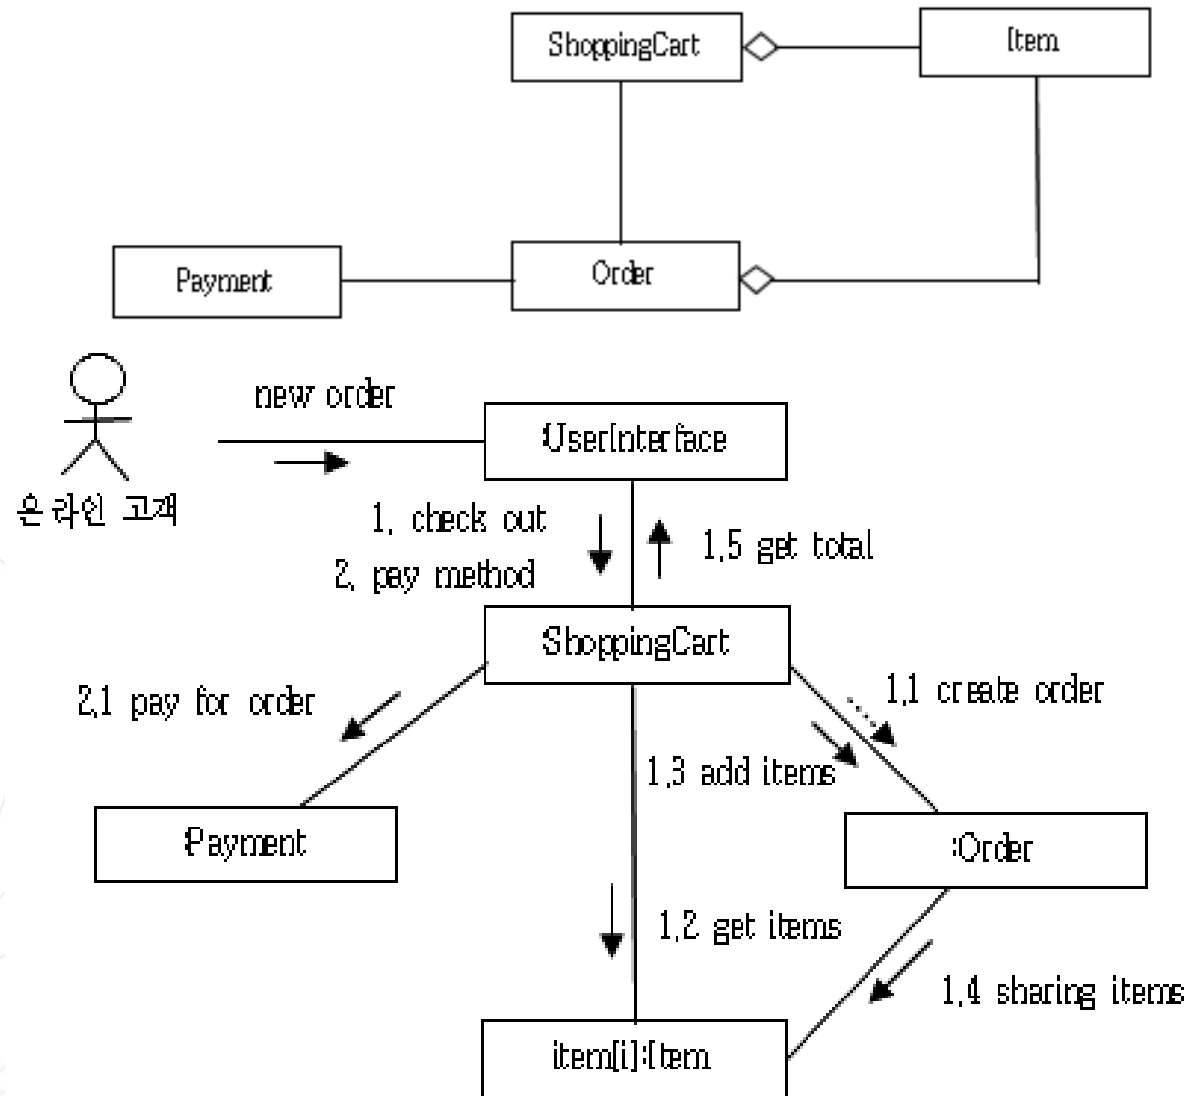 ShoppingCart
Item
Payment
Order
new order
:UserInterface
온라인 고객
1. check out
2. pay method
1.5 get total
:ShoppingCart
2.1 pay for order
1.1 create order
1.3 add items
:Payment
:Order
1.2 get items
1.4 sharing items
item[i]:Item